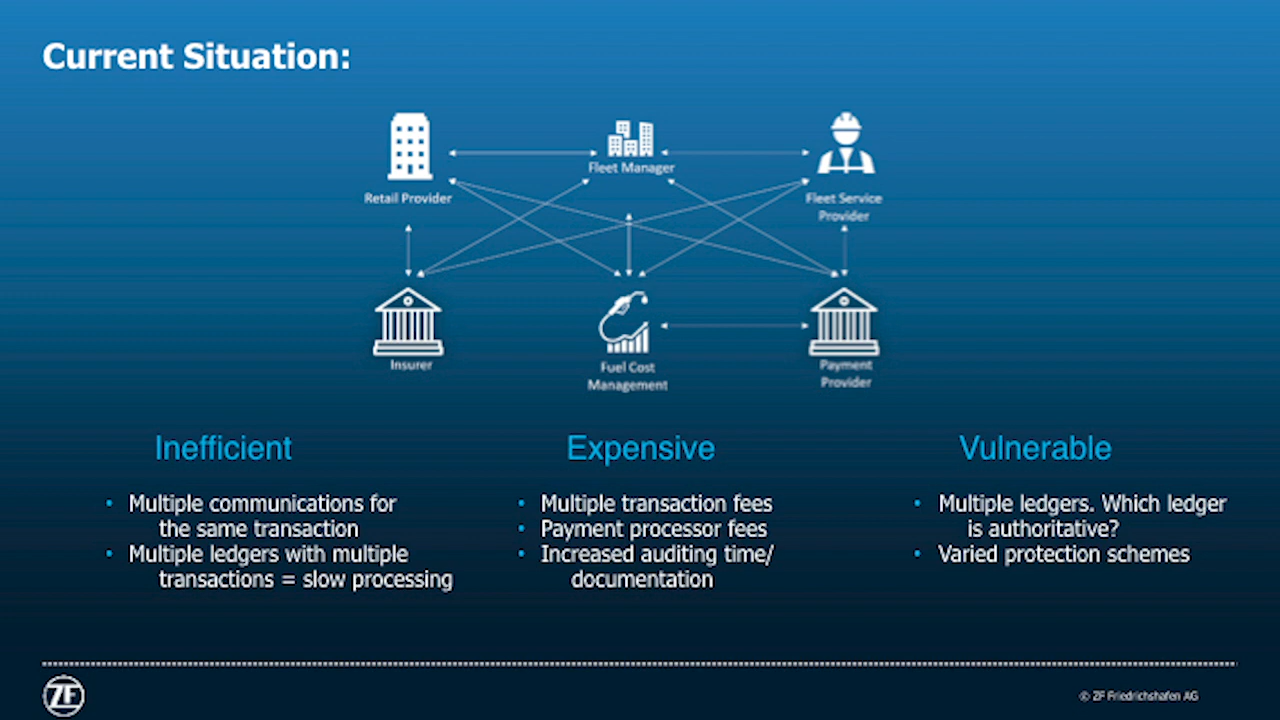 Current Situation:
Fleet Manager
Retail Provider
Fleet Service
Provider
Insurer
Fuel Cost
Management
Payment
Provider
Inefficient
• Multiple communications for
the same transaction
• Multiple ledgers with multiple
transactions = slow processing
Expensive
• Multiple transaction fees
• Payment processor fees
• Increased auditing time/
documentation
Vulnerable
• Multiple ledgers. Which ledger
is authoritative?
• Varied protection schemes
ZF
© ZF Friedrichshafen AG